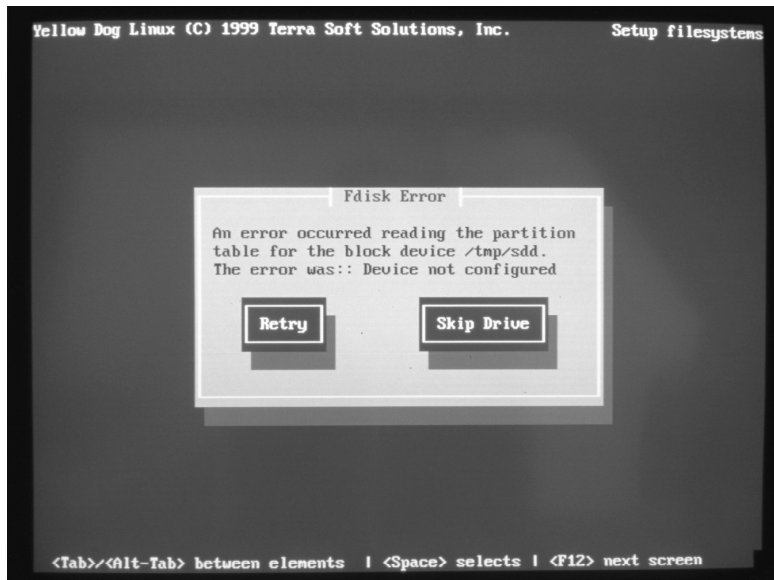 Yellow Dog Linux (C) 1999 Terra Soft Solutions, Inc. Setup filesystems
Fdisk Error
An error occurred reading the partition
table for the block device /tmp/sdd.
The error was:: Device not configured
Retry Skip Drive
<Tab>/<Alt-Tab> between elements | <Space> selects | <F12> next screen